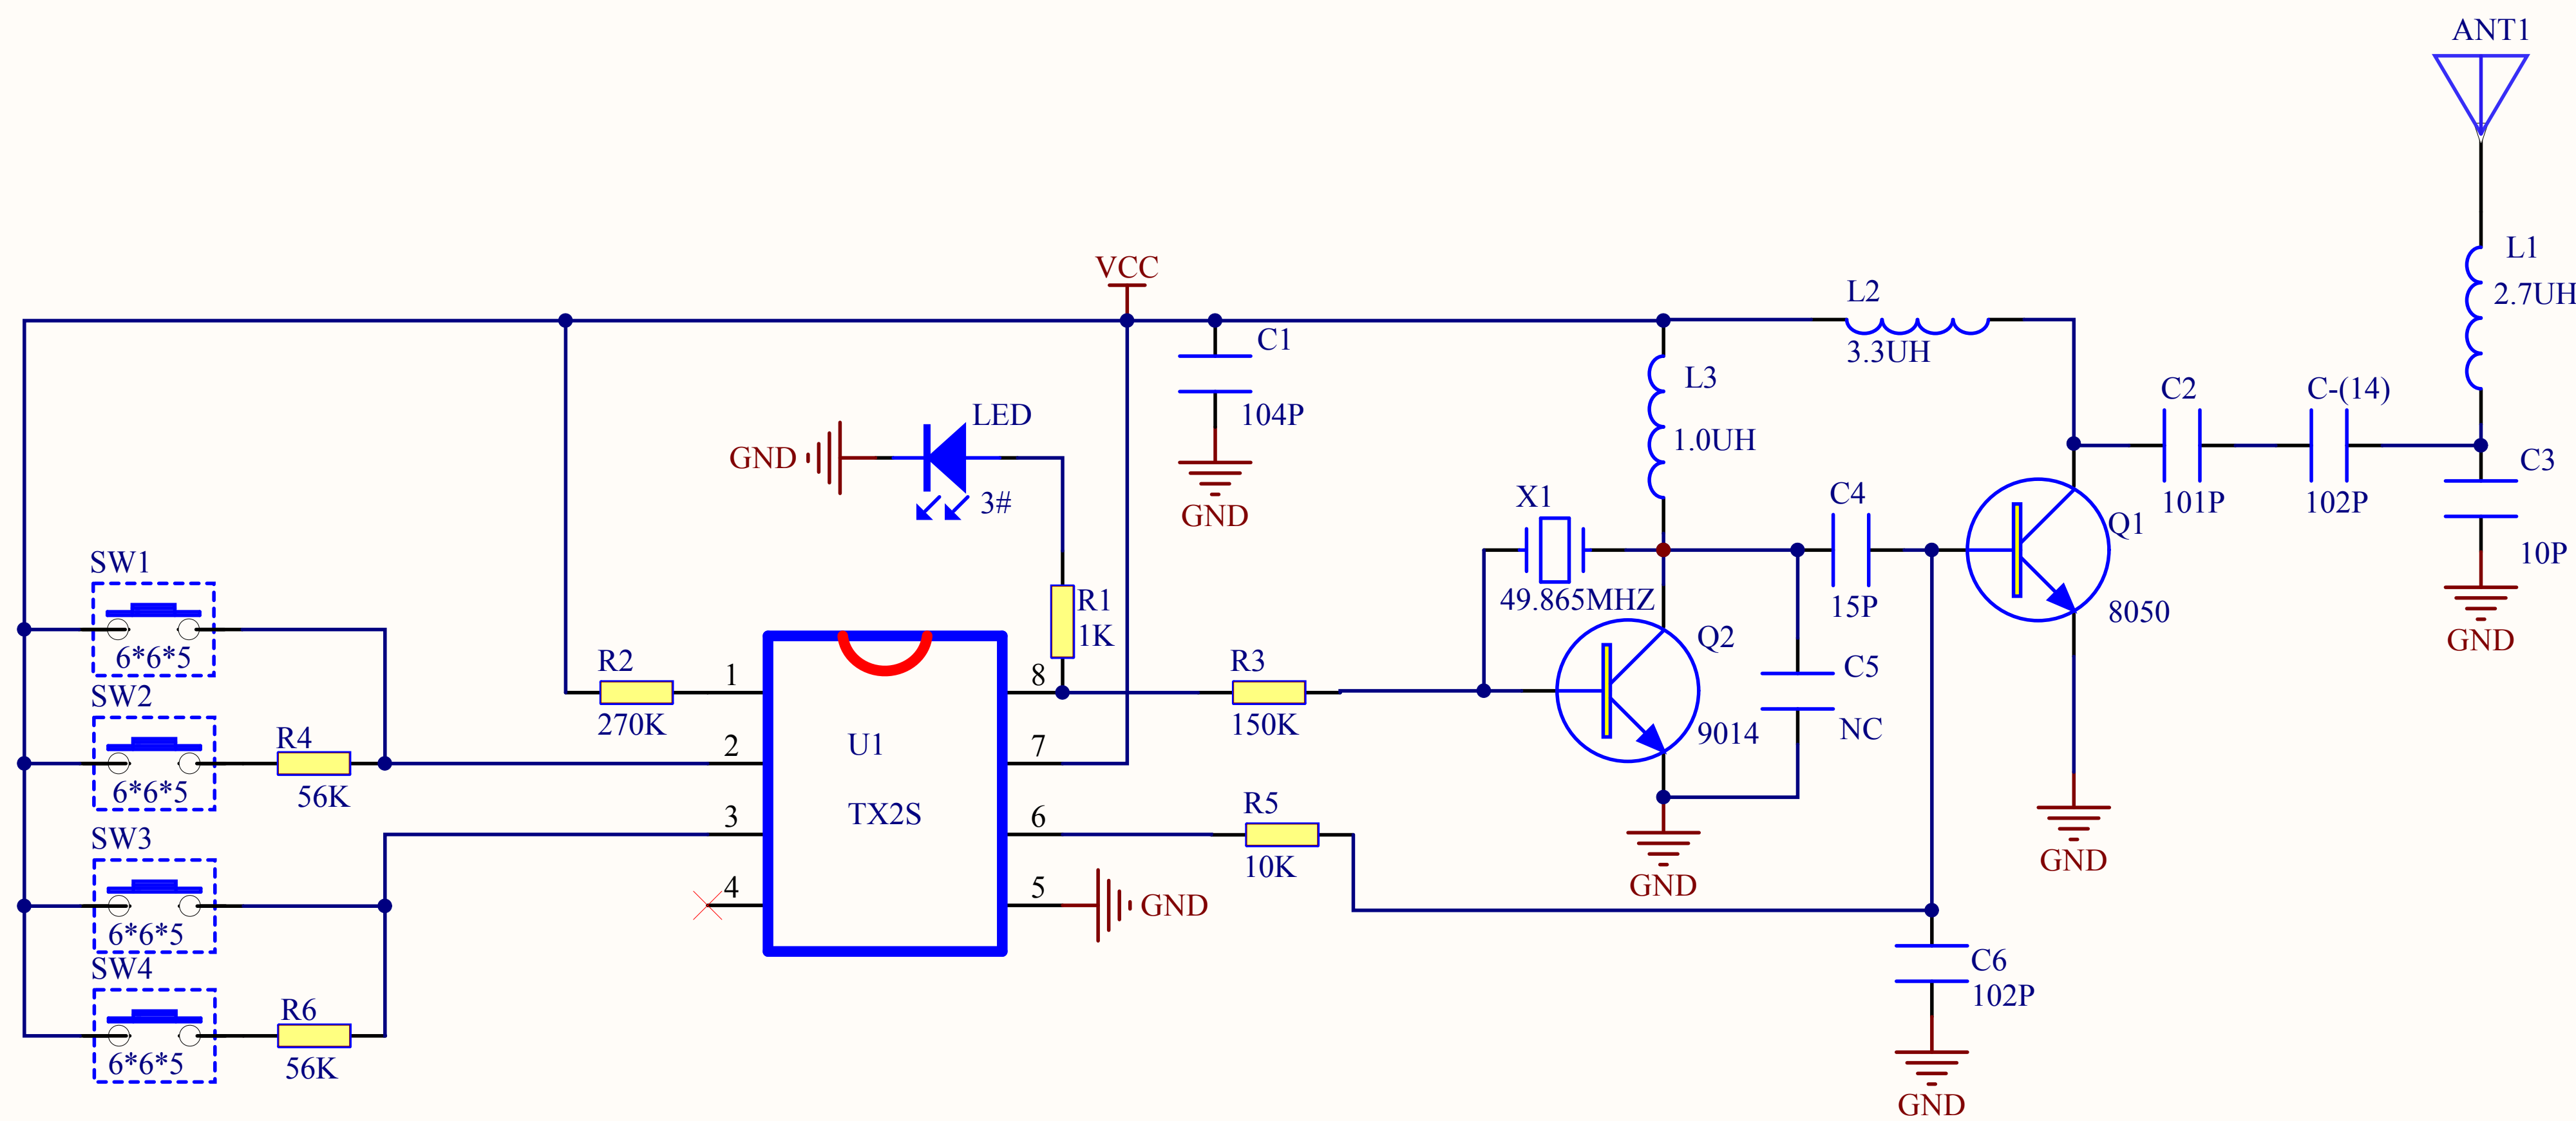 ANT1
L1
2.7UH
VCC
L2
3.3UH
C1
104P
GND
L3
1.0UH
C2
101P
C-(14)
102P
C3
10P
GND
LED
GND
3#
X1
49.865MHZ
C4
15P
Q1
8050
GND
SW1
6*6*5
SW2
6*6*5
R4
56K
SW3
6*6*5
SW4
6*6*5
R6
56K
R2
270K
R1
1K
1
2
3
4
U1
TX2S
8
7
6
5
GND
R3
150K
R5
10K
Q2
9014
GND
C5
NC
C6
102P
GND